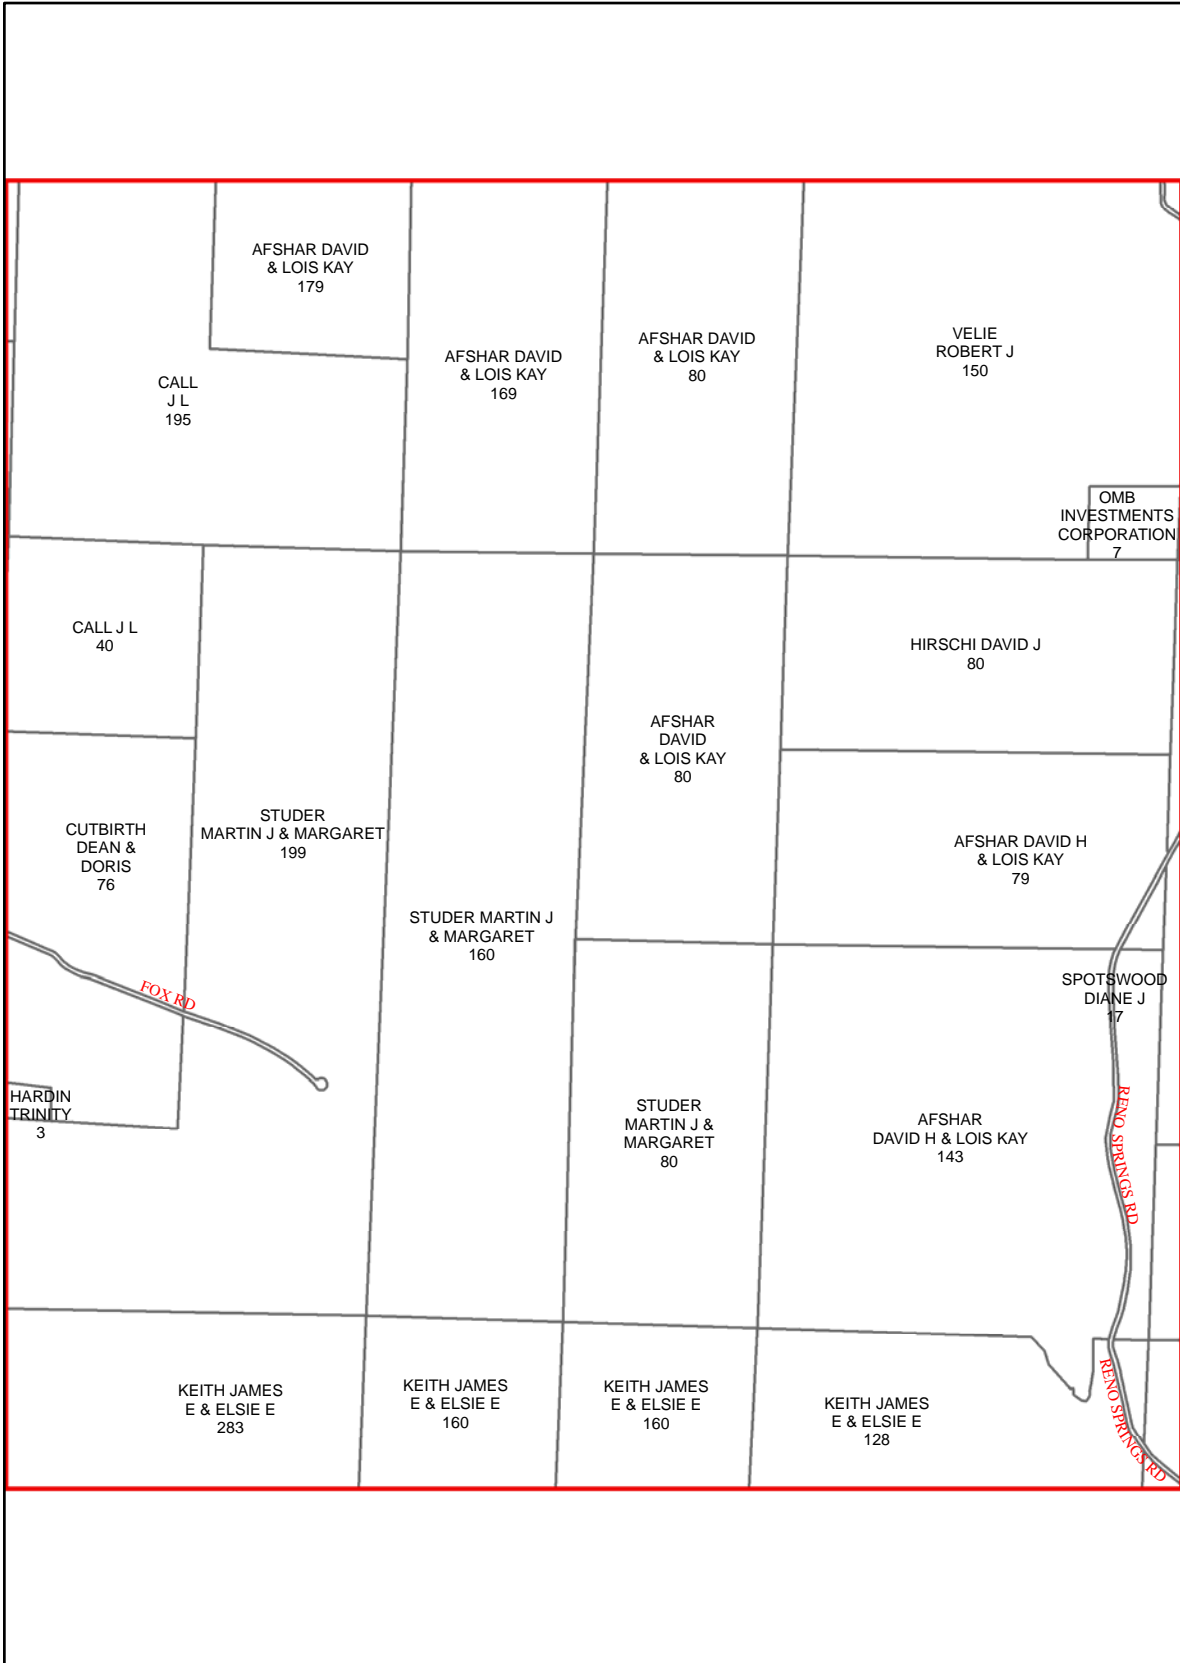 AFSHAR DAVID
& LOIS KAY
179
CALL
J L
195
AFSHAR DAVID
& LOIS KAY
169
AFSHAR DAVID
& LOIS KAY
80
VELIE
ROBERT J
150
OMB
INVESTMENTS
CORPORATION
7
CALL J L
40
HIRSCHI DAVID J
80
AFSHAR
DAVID
& LOIS KAY
80
CUTBIRTH
DEAN &
DORIS
76
STUDER
MARTIN J & MARGARET
199
AFSHAR DAVID H
& LOIS KAY
79
STUDER MARTIN J
& MARGARET
160
FOX RD
SPOTSWOOD
DIANE J
17
HARDIN
TRINITY
3
STUDER
MARTIN J &
MARGARET
80
AFSHAR
DAVID H & LOIS KAY
143
RENO SPRINGS RD
KEITH JAMES
E & ELSIE E
283
KEITH JAMES
E & ELSIE E
160
KEITH JAMES
E & ELSIE E
160
KEITH JAMES
E & ELSIE E
128
RENO SPRINGS RD